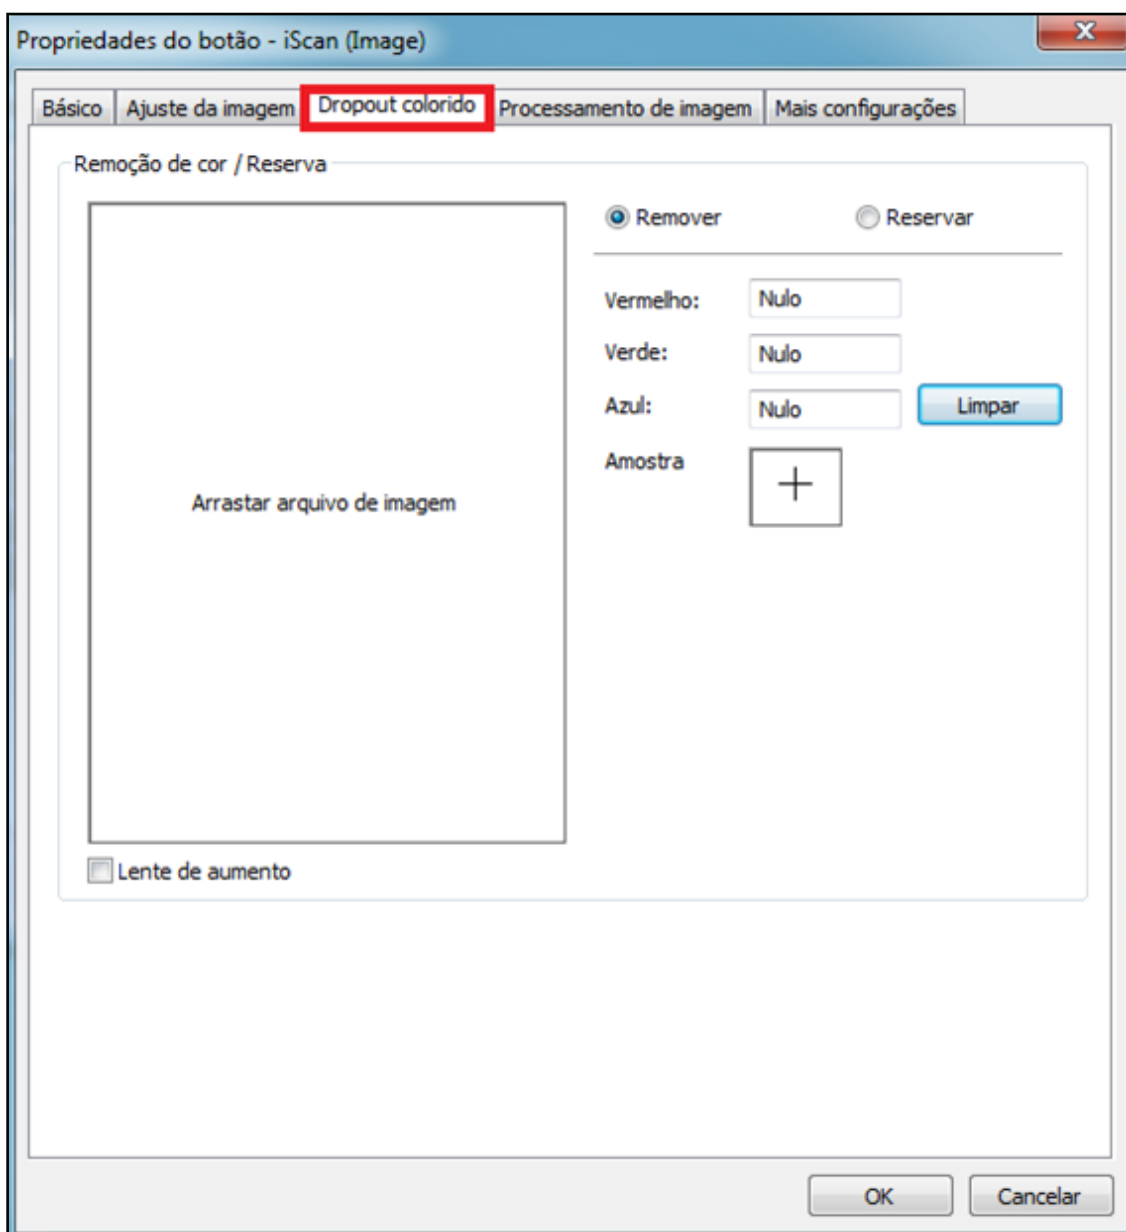 Propriedades do botão - iScan (Image)
Básico Ajuste da imagem Dropout colorido Processamento de imagem Mais configurações
Remoção de cor / Reserva
Remover Reservar
Vermelho: Nulo
Verde: Nulo
Azul: Nulo Limpar
Amostra
Arrastar arquivo de imagem
Lente de aumento
OK Cancelar